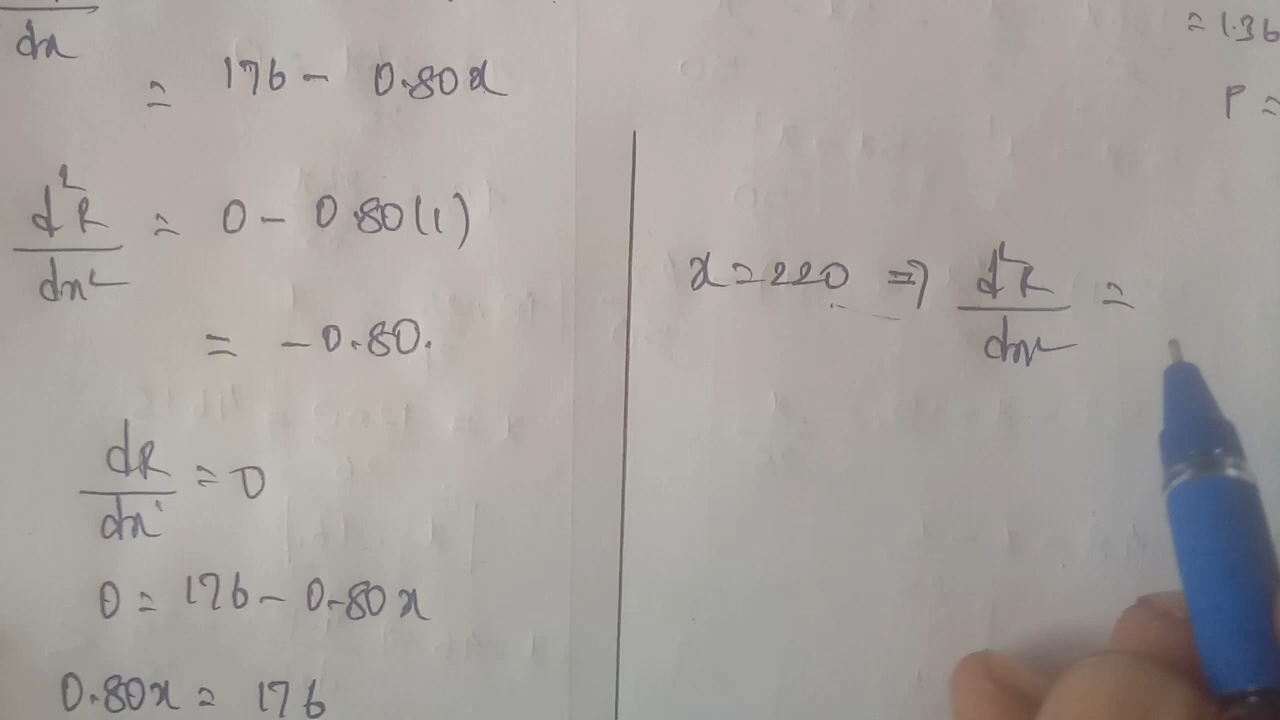 dx
= 176 - 0.80x
d²R/dx² = 0 - 0.80(1)
= -0.80.
dR/dx = 0
0 = 176 - 0.80x
0.80x = 176
= 1.36
P =
x = 220 => d²R/dx² =